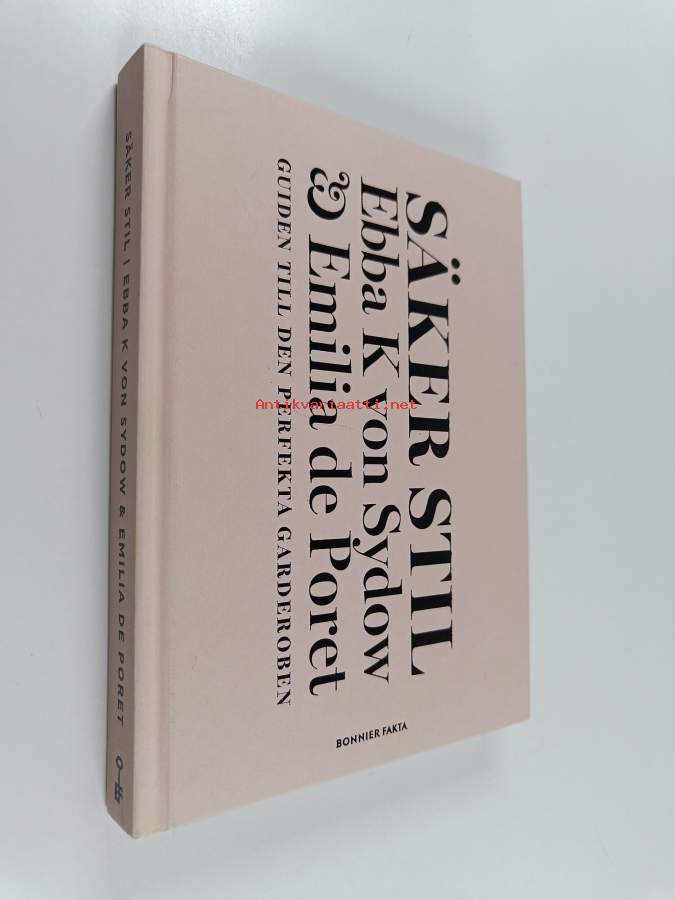 SÄKER STIL
Ebba K von Sydow
& Emilia de Poret
GUIDEN TILL DEN PERFEKTA GARDEROBEN
BONNIER FAKTA
SÄKER STIL | EBBA K VON SYDOW & EMILIA DE PORET
Antikvariaatti.net